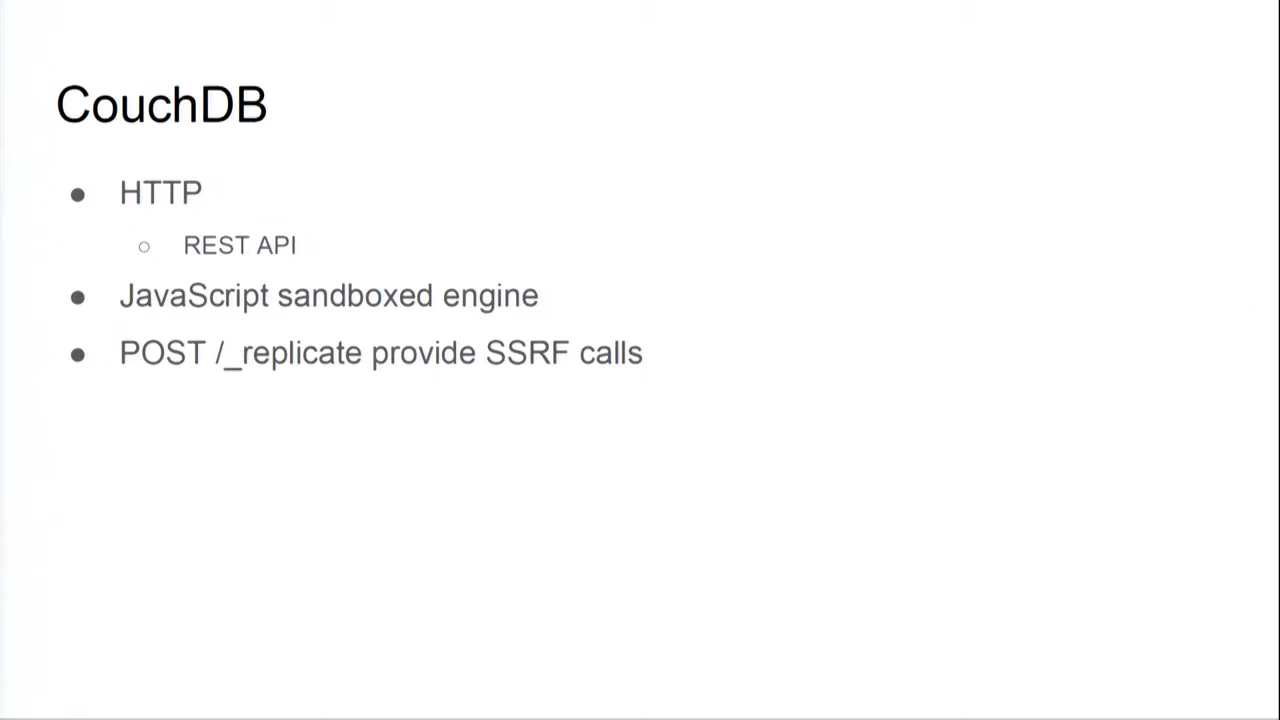 CouchDB
● HTTP
○ REST API
● JavaScript sandboxed engine
● POST /_replicate provide SSRF calls